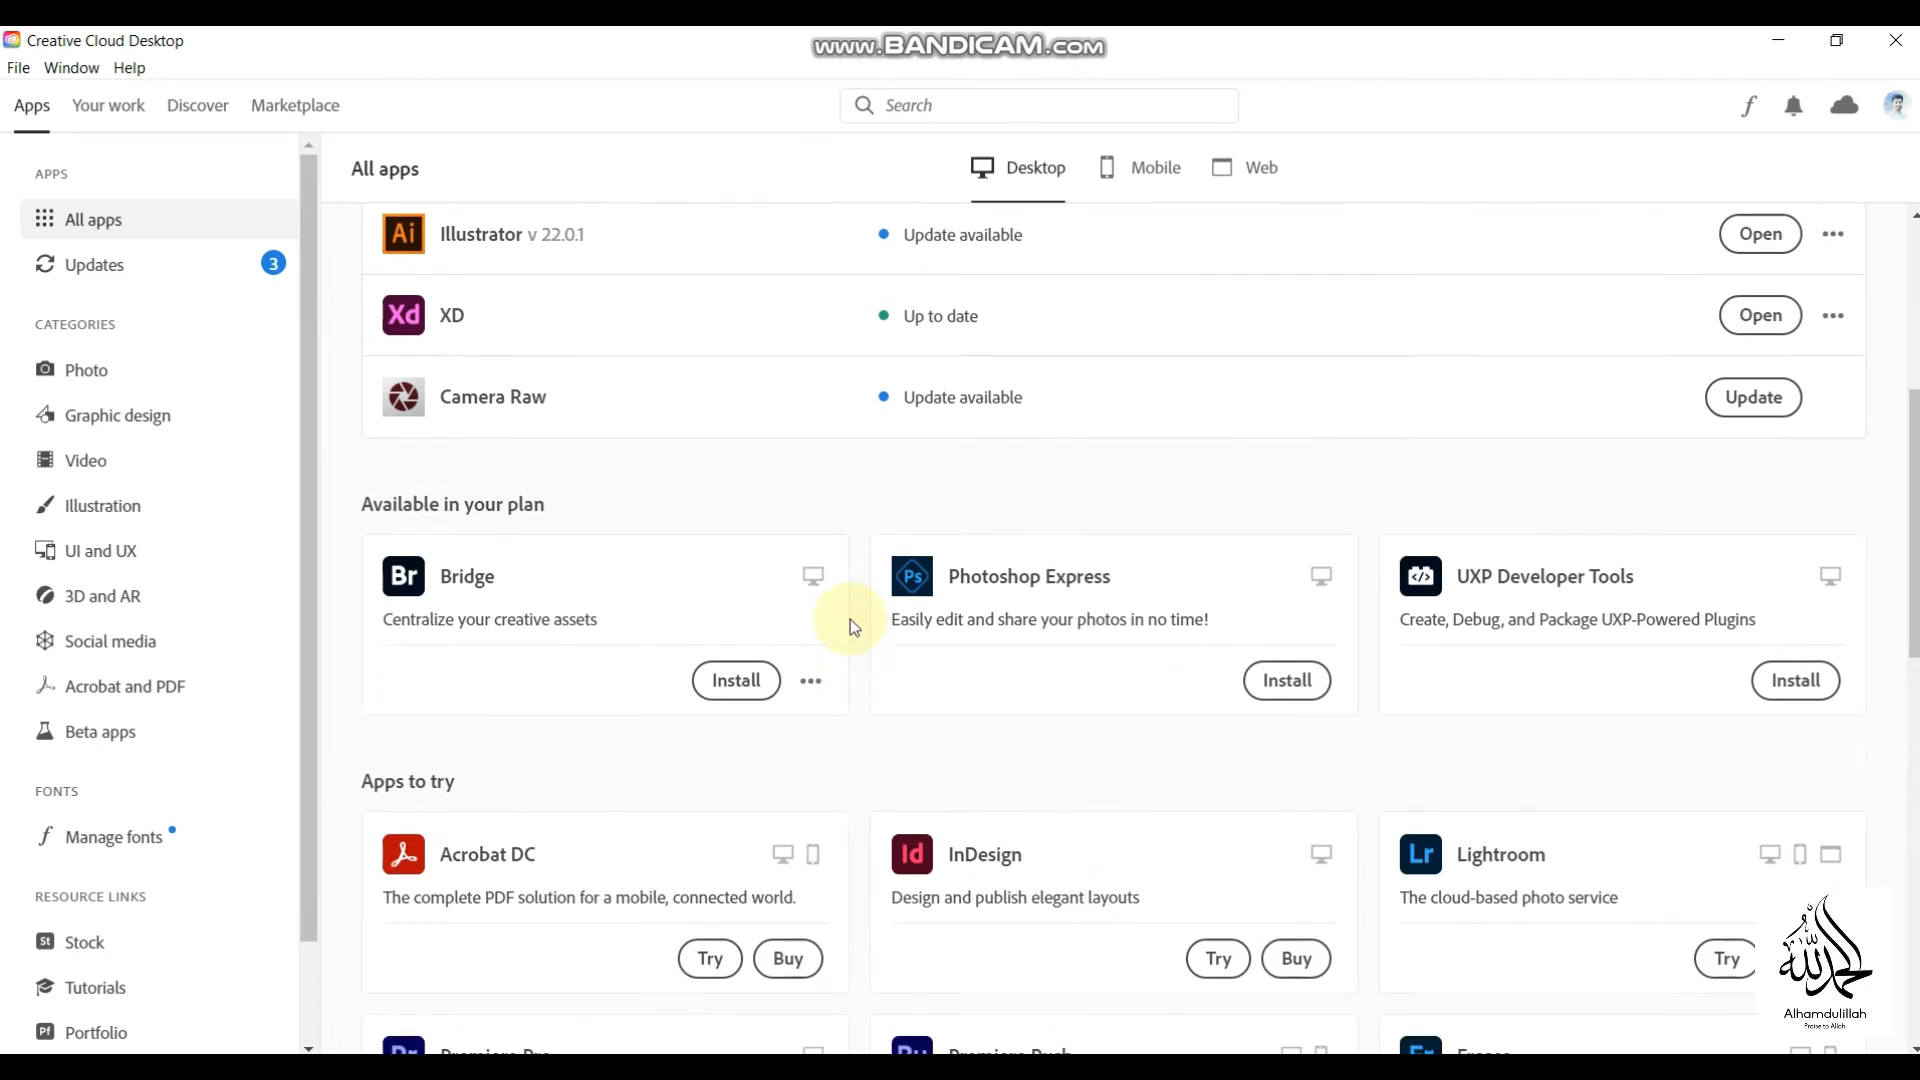 Creative Cloud Desktop
www.BANDICAM.com
File Window Help
Apps Your work Discover Marketplace
Search
APPS
All apps
Updates 3
CATEGORIES
Photo
Graphic design
Video
Illustration
UI and UX
3D and AR
Social media
Acrobat and PDF
Beta apps
FONTS
Manage fonts
RESOURCE LINKS
St Stock
Tutorials
Pf Portfolio
All apps
Desktop Mobile Web
Ai Illustrator v 22.0.1 Update available Open
Xd XD Up to date Open
Camera Raw Update available Update
Available in your plan
Br Bridge
Centralize your creative assets
Install
Ps Photoshop Express
Easily edit and share your photos in no time!
Install
UXP Developer Tools
Create, Debug, and Package UXP-Powered Plugins
Install
Apps to try
Acrobat DC
The complete PDF solution for a mobile, connected world.
Try Buy
Id InDesign
Design and publish elegant layouts
Try Buy
Lr Lightroom
The cloud-based photo service
Try
الحمد لله
Alhamdulillah
Praise to Allah